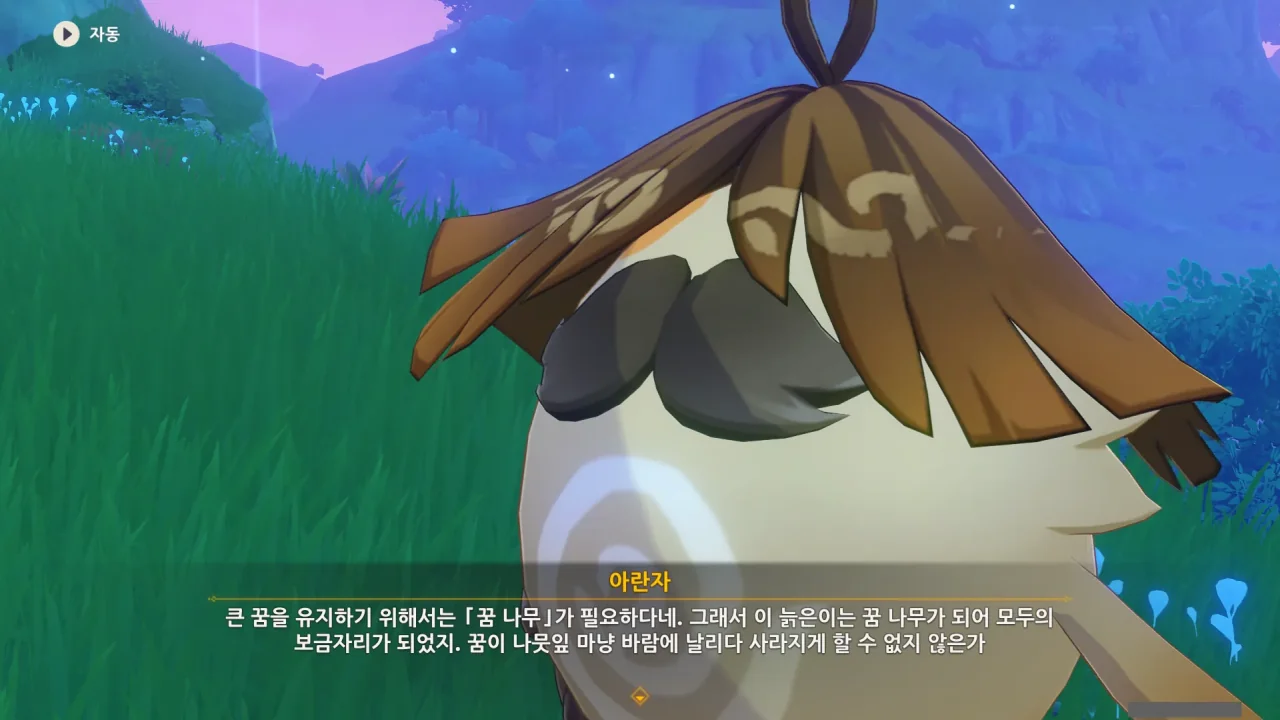 자동
아란자
큰 꿈을 유지하기 위해서는 「꿈 나무」가 필요하다네. 그래서 이 늙은이는 꿈 나무가 되어 모두의
보금자리가 되었지. 꿈이 나뭇잎 마냥 바람에 날리다 사라지게 할 수 없지 않은가